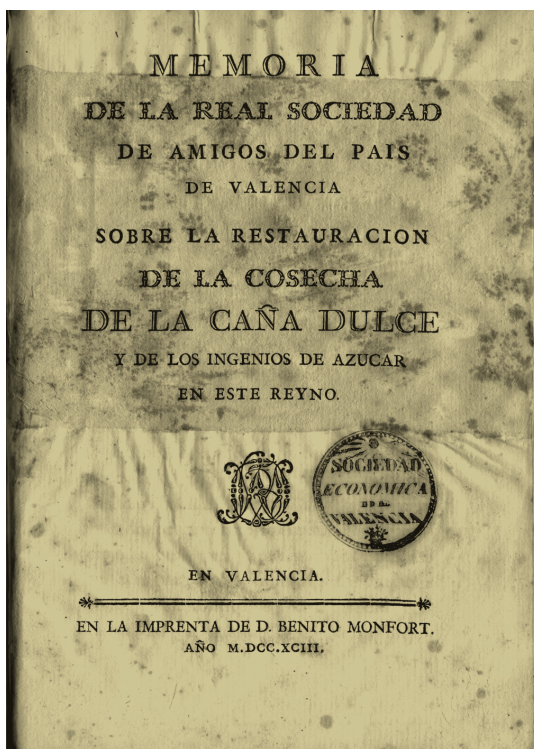 MEMORIA
DE LA REAL SOCIEDAD
DE AMIGOS DEL PAIS
DE VALENCIA
SOBRE LA RESTAURACION
DE LA COSECHA
DE LA CAÑA DULCE
Y DE LOS INGENIOS DE AZUCAR
EN ESTE REYNO.
SOCIEDAD
ECONOMICA
DE
VALENCIA
EN VALENCIA.
EN LA IMPRENTA DE D. BENITO MONFORT.
AÑO M.DCC.XCIII.